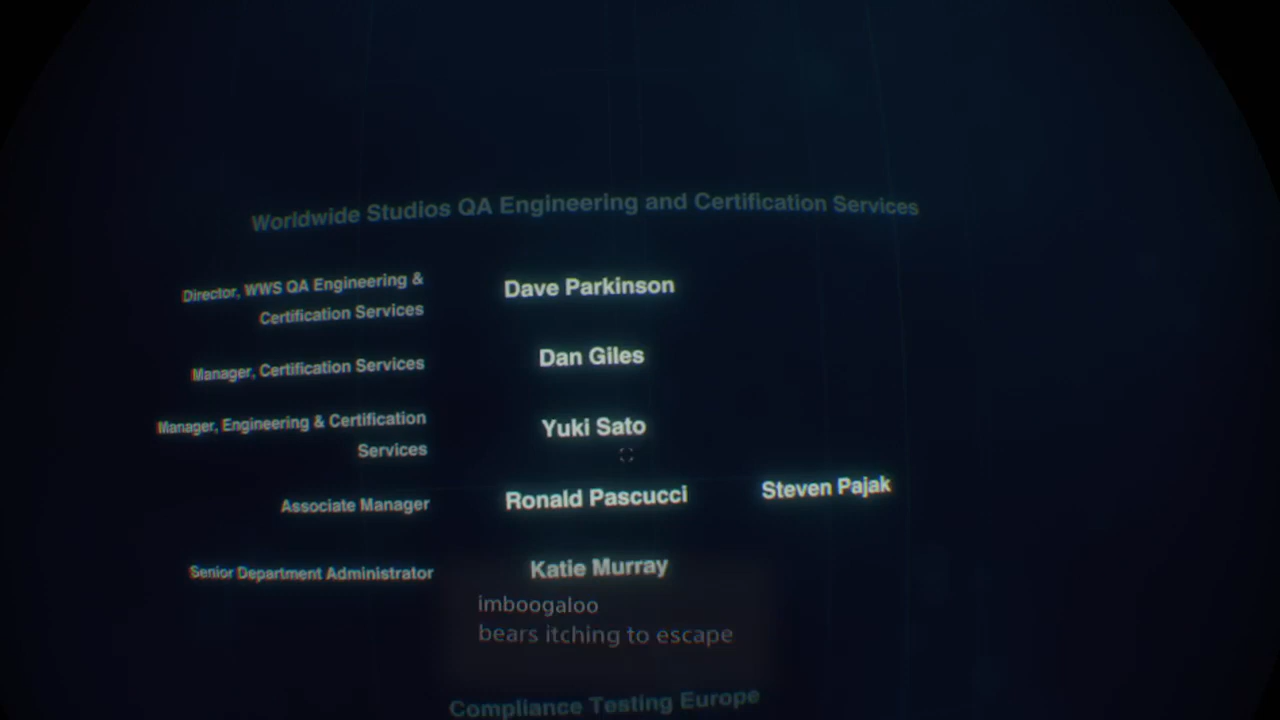 Worldwide Studios QA Engineering and Certification Services
Director, WWS QA Engineering & Dave Parkinson
Certification Services
Manager, Certification Services Dan Giles
Manager, Engineering & Certification Yuki Sato
Services
Associate Manager Ronald Pascucci Steven Pajak
Senior Department Administrator Katie Murray
imboogaloo
bears itching to escape
Compliance Testing Europe